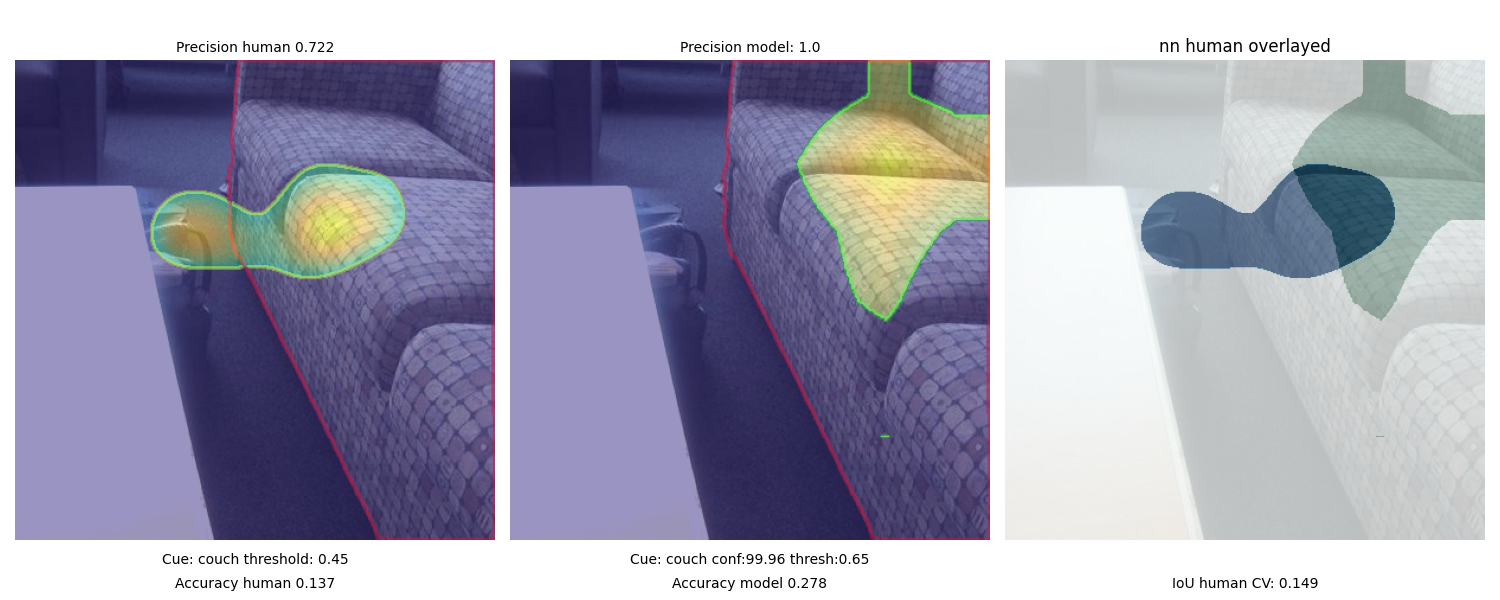 Precision human 0.722
Precision model: 1.0
nn human overlayed
Cue: couch threshold: 0.45
Accuracy human 0.137
Cue: couch conf:99.96 thresh:0.65
Accuracy model 0.278
IoU human CV: 0.149